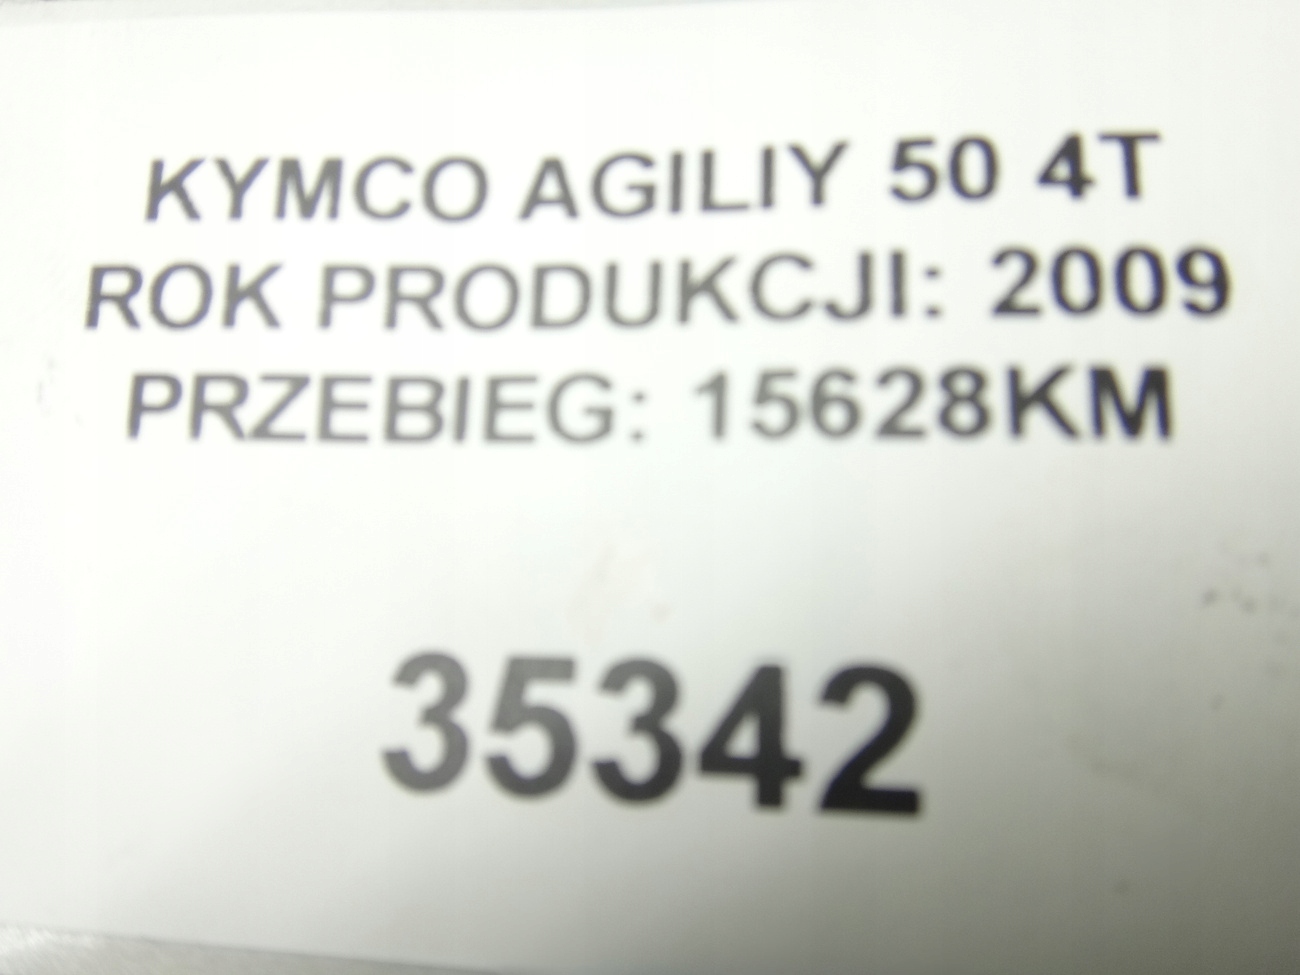 KYMCO AGILIY 50 4T
ROK PRODUKCJI: 2009
PRZEBIEG: 15628KM
35342